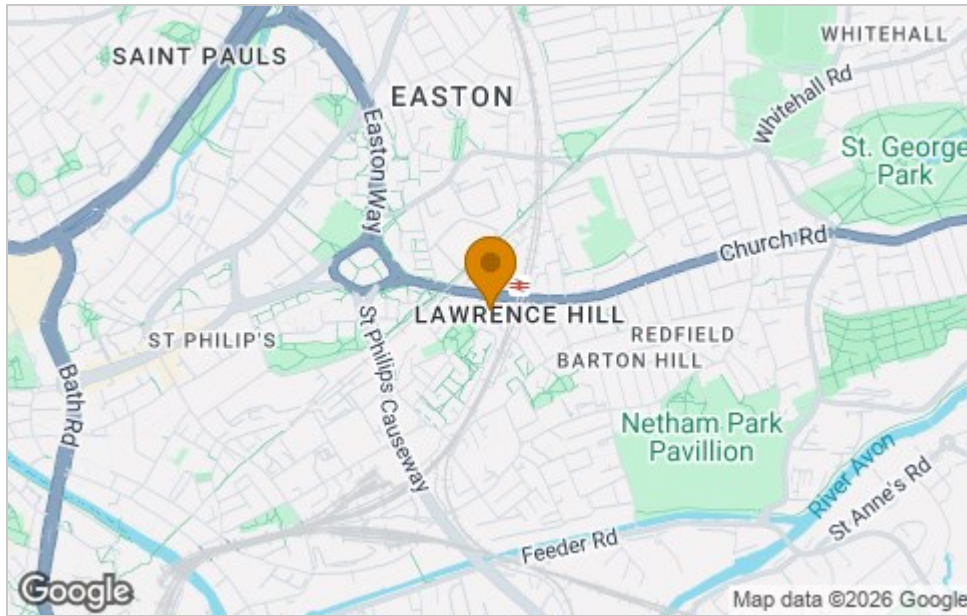 WHITEHALL
SAINT PAULS
EASTON
Whitehall Rd
St. George
Park
Easton Way
Church Rd
LAWRENCE HILL
ST PHILIP'S
REDFIELD
BARTON HILL
Bath Rd
St Philips Causeway
Netham Park
Pavillion
River Avon
St Anne's Rd
Feeder Rd
Google
Map data ©2026 Google